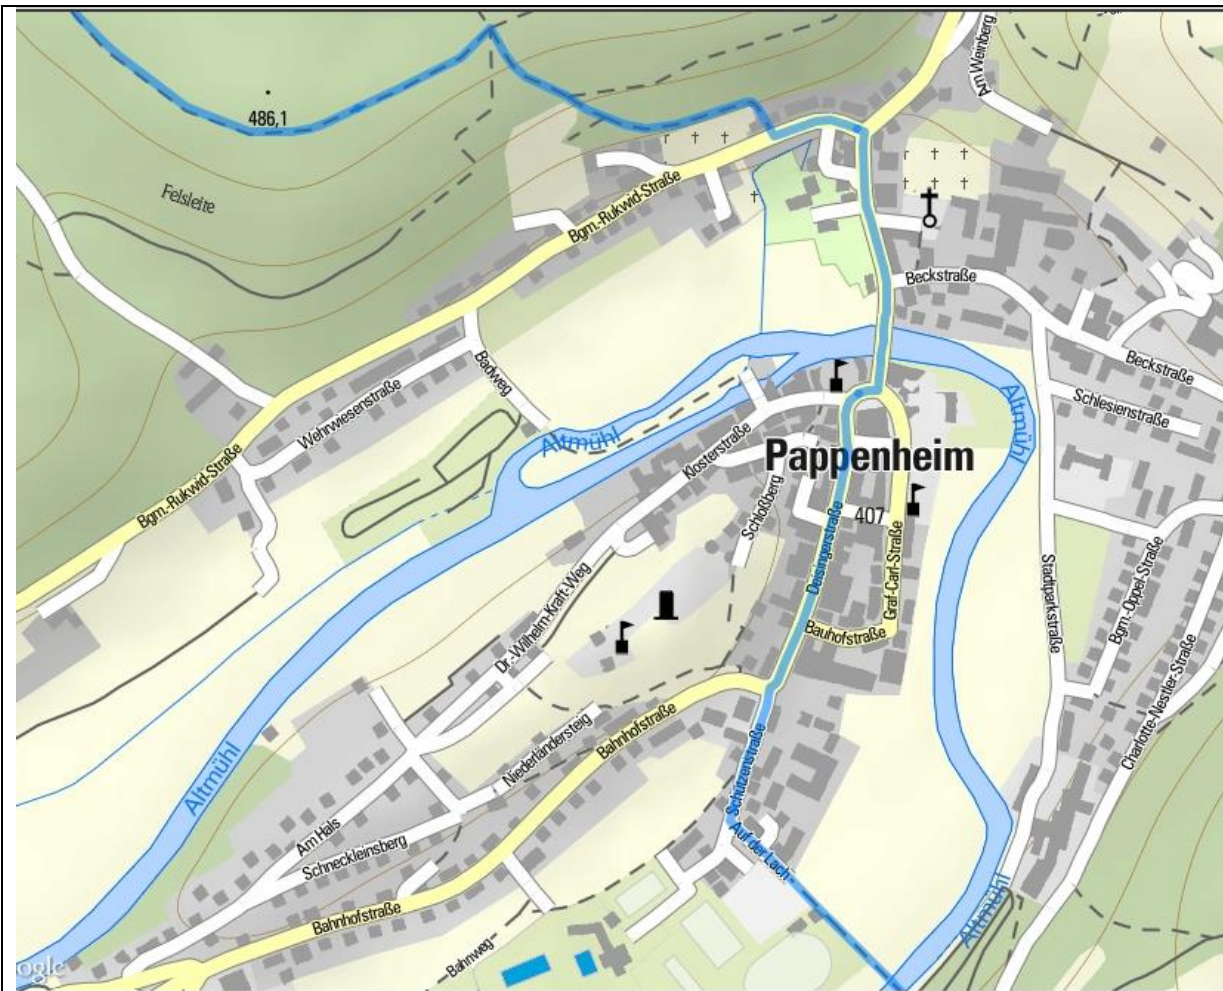 Am Weinberg
486,1
Felsleite
Bgm.-Rukwid-Straße
Beckstraße
Badweg
Wehrwiesenstraße
Beckstraße
Schlesienstraße
Altmühl
Altmühl
Klosterstraße
Pappenheim
Bgm.-Rukwid-Straße
Schloßberg
407
Deisingerstraße
Graf-Carl-Straße
Stadtparkstraße
Bgm.-Oppel-Straße
Dr.-Wilhelm-Kraft-Weg
Bauhofstraße
Charlotte-Nestler-Straße
Niederländersteig
Bahnhofstraße
Altmühl
Schützenstraße
Am Hals
Auf der Lach
Schneckleinsberg
Bahnhofstraße
Altmühl
Bahnweg
ogle